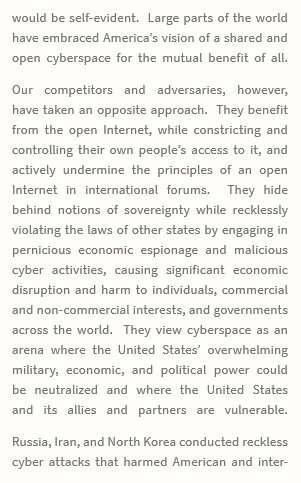 would be self-evident. Large parts of the world
have embraced America's vision of a shared and
open cyberspace for the mutual benefit of all.
Our competitors and adversaries, however,
have taken an opposite approach. They benefit
from the open Internet, while constricting and
controlling their own people's access to it, and
actively undermine the principles of an open
Internet in international forums. They hide
behind notions of sovereignty while recklessly
violating the laws of other states by engaging in
pernicious economic espionage and malicious
cyber activities, causing significant economic
disruption and harm to individuals, commercial
and non-commercial interests, and governments
across the world. They view cyberspace as an
arena where the United States' overwhelming
military, economic, and political power could
be neutralized and where the United States
and its allies and partners are vulnerable.
Russia, Iran, and North Korea conducted reckless
cyber attacks that harmed American and inter-